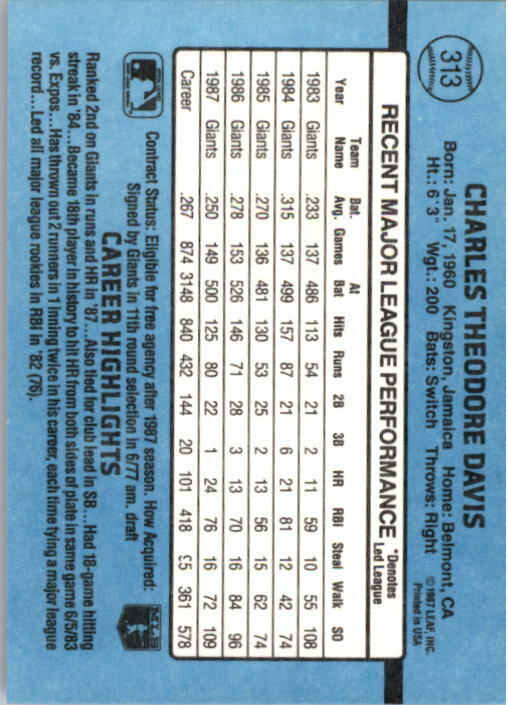 313
CHARLES THEODORE DAVIS
Born: Jan. 17, 1960 Kingston, Jamaica Home: Belmont, CA
Ht.: 6'3" Wgt.: 200 Bats: Switch Throws: Right
©1987 LEAF, INC.
Printed in USA
RECENT MAJOR LEAGUE PERFORMANCE *Denotes Led League
Year Team Name Bat. Avg. Games At Bat Hits Runs 2B 3B HR RBI Steal Walk SO
1983 Giants .233 137 486 113 54 21 2 11 59 10 55 108
1984 Giants .315 137 499 157 87 21 6 21 81 12 42 74
1985 Giants .270 136 481 130 53 25 2 13 56 15 62 74
1986 Giants .278 153 526 146 71 28 3 13 70 16 84 96
1987 Giants .250 149 500 125 80 22 1 24 76 16 72 109
Career .267 874 3148 840 432 144 20 101 418 95 361 578
Contract Status: Eligible for free agency after 1987 season. How Acquired:
Signed by Giants in 11th round selection in 6/77 am. draft
CAREER HIGHLIGHTS
Ranked 2nd on Giants in runs and HR in '87...Also tied for club lead in SB...Had 18-game hitting
streak in '84...Became 18th player in history to hit HR from both sides of plate in same game 6/5/83
vs. Expos...Has thrown out 2 runners in 1 inning twice in his career, each time tying a major league
record...Led all major league rookies in RBI in '82 (76).